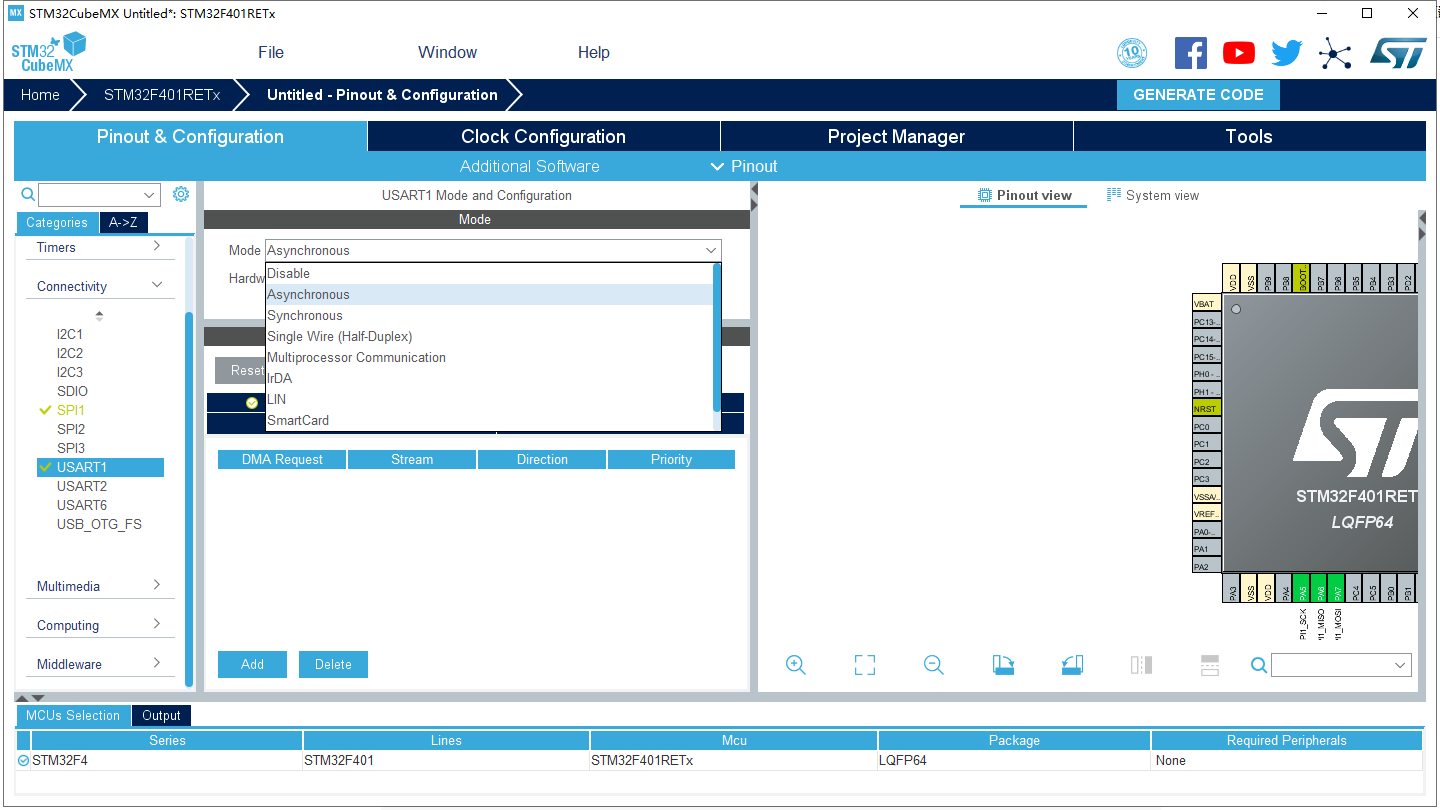 MX STM32CubeMX Untitled*: STM32F401RETx
STM32
CubeMX
File
Window
Help
10
ST
Home
STM32F401RETx
Untitled - Pinout & Configuration
GENERATE CODE
Pinout & Configuration
Clock Configuration
Project Manager
Tools
Additional Software
Pinout
Categories
A->Z
Timers
Connectivity
I2C1
I2C2
I2C3
SDIO
SPI1
SPI2
SPI3
USART1
USART2
USART6
USB_OTG_FS
Multimedia
Computing
Middleware
USART1 Mode and Configuration
Mode
Mode Asynchronous
Hardw
Disable
Asynchronous
Synchronous
Single Wire (Half-Duplex)
Multiprocessor Communication
IrDA
LIN
SmartCard
Reset
DMA Request
Stream
Direction
Priority
Add
Delete
Pinout view
System view
VDD
VSS
PB9
PB8
BOOT..
PB7
PB6
PB5
PB4
PB3
PD2
VBAT
PC13-..
PC14-..
PC15-..
PH0 -..
PH1 -..
NRST
PC0
PC1
PC2
PC3
VSSA/..
VREF..
PA0-..
PA1
PA2
STM32F401RET
LQFP64
PA3
VSS
VDD
PA4
PA5
PA6
PA7
PC4
PC5
PB0
PB1
PI1_SCK
PI1_MISO
PI1_MOSI
MCUs Selection
Output
Series
Lines
Mcu
Package
Required Peripherals
STM32F4
STM32F401
STM32F401RETx
LQFP64
None